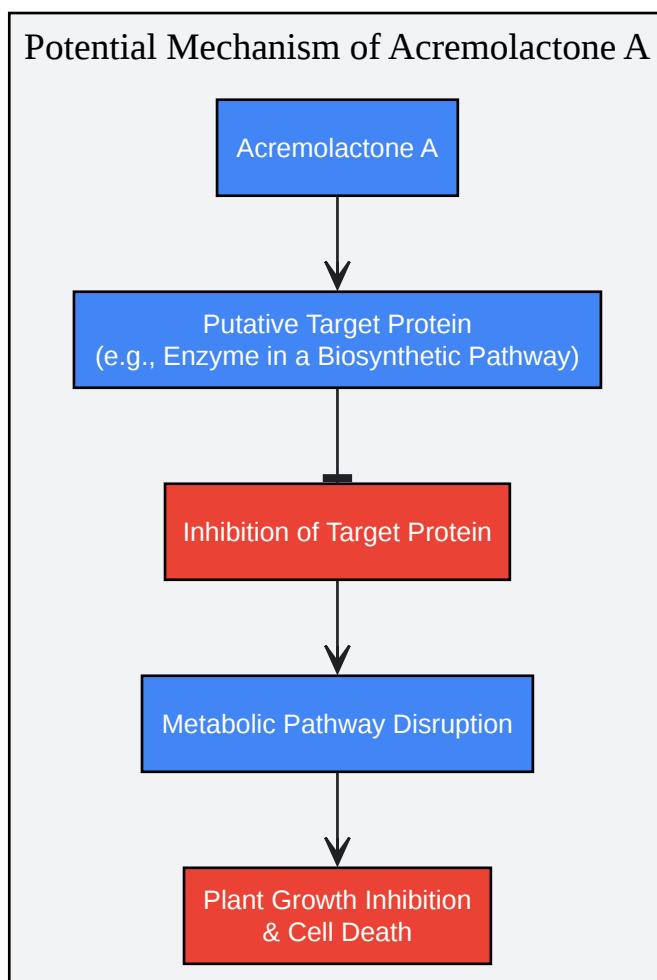 Potential Mechanism of Acremolactone A
Acremolactone A
Putative Target Protein
(e.g., Enzyme in a Biosynthetic Pathway)
Inhibition of Target Protein
Metabolic Pathway Disruption
Plant Growth Inhibition
& Cell Death